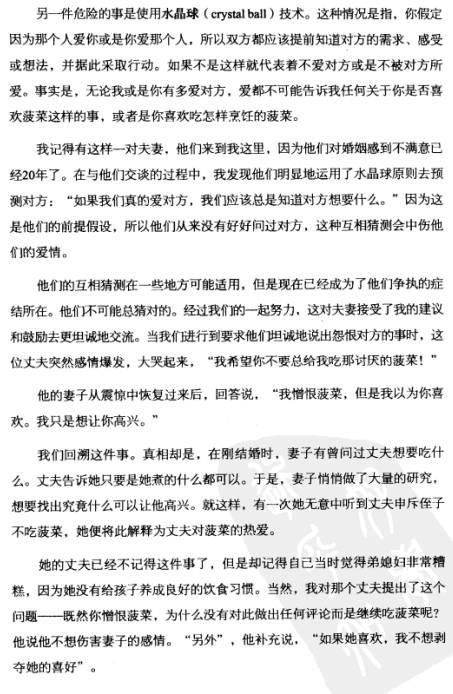 另一件危险的事是使用水晶球（crystal ball）技术。这种情况是指，你假定
因为那个人爱你或是你爱那个人，所以双方都应该提前知道对方的需求、感受
或想法，并据此采取行动。如果不是这样就代表着不爱对方或是不被对方所
爱。事实是，无论我或是你有多爱对方，爱都不可能告诉我任何关于你是否喜
欢菠菜这样的事，或者是你喜欢吃怎样烹饪的菠菜。
我记得有这样一对夫妻，他们来到我这里，因为他们对婚姻感到不满意已
经20年了。在与他们交谈的过程中，我发现他们明显地运用了水晶球原则去预
测对方：“如果我们真的爱对方，我们应该总是知道对方想要什么。”因为这
是他们的前提假设，所以他们从来没有好好问过对方，这种互相猜测会中伤他
们的爱情。
他们的互相猜测在一些地方可能适用，但是现在已经成为了他们争执的症
结所在。他们不可能总猜对的。经过我们的一起努力，这对夫妻接受了我的建议
和鼓励去更坦诚地交流。当我们进行到要求他们坦诚地说出怨恨对方的事时，这
位丈夫突然感情爆发，大哭起来，“我希望你不要总给我吃那讨厌的菠菜！”
他的妻子从震惊中恢复过来后，回答说，“我憎恨菠菜，但是我以为你喜
欢。我只是想让你高兴。”
我们回溯这件事。真相却是，在刚结婚时，妻子有曾问过丈夫想要吃什
么。丈夫告诉她只要是她煮的什么都可以。于是，妻子悄悄做了大量的研究，
想要找出究竟什么可以让他高兴。就这样，有一次她无意中听到丈夫申斥侄子
不吃菠菜，她便将此解释为丈夫对菠菜的热爱。
她的丈夫已经不记得这件事了，但是却记得自己当时觉得弟媳妇非常糟
糕，因为她没有给孩子养成良好的饮食习惯。当然，我对那个丈夫提出了这个
问题——既然你憎恨菠菜，为什么没有对此做出任何评论而是继续吃菠菜呢？
他说他不想伤害妻子的感情。“另外”，他补充说，“如果她喜欢，我不想剥
夺她的喜好”。